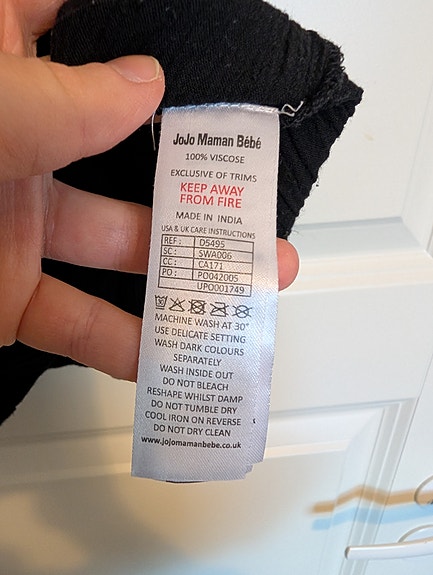 JoJo Maman Bébé
100% VISCOSE
EXCLUSIVE OF TRIMS
KEEP AWAY
FROM FIRE
MADE IN INDIA
USA & UK CARE INSTRUCTIONS
REF : D5495
SC : SWA006
CC : CA171
PO : PO042005
UPO001749
30
MACHINE WASH AT 30°
USE DELICATE SETTING
WASH DARK COLOURS
SEPARATELY
WASH INSIDE OUT
DO NOT BLEACH
RESHAPE WHILST DAMP
DO NOT TUMBLE DRY
COOL IRON ON REVERSE
DO NOT DRY CLEAN
www.jojomamanbebe.co.uk